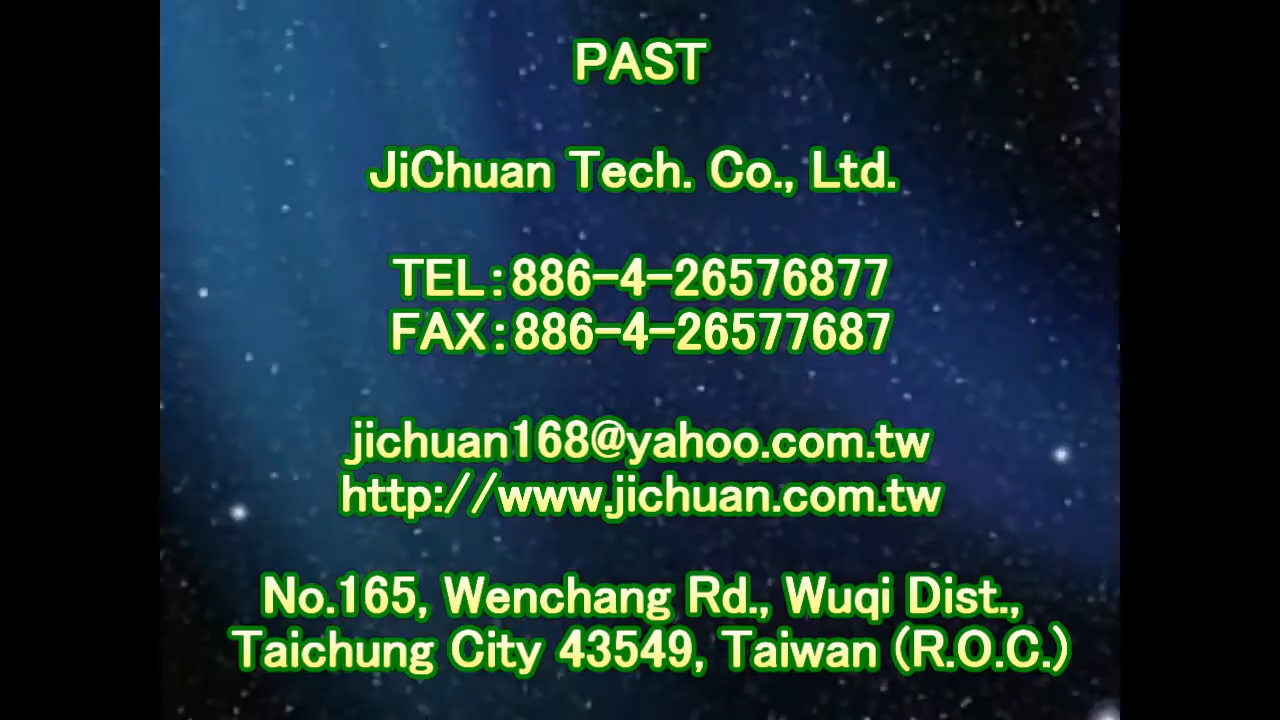 PAST
JiChuan Tech. Co., Ltd.
TEL:886-4-26576877
FAX:886-4-26577687
jichuan168@yahoo.com.tw
http://www.jichuan.com.tw
No.165, Wenchang Rd., Wuqi Dist.,
Taichung City 43549, Taiwan (R.O.C.)